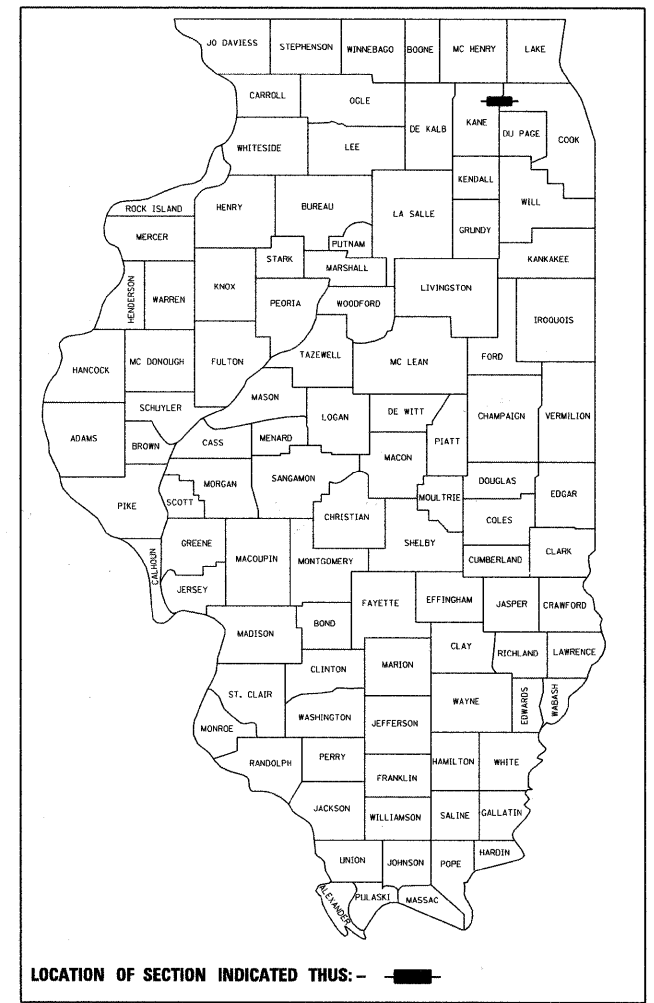 JO DAVIESS STEPHENSON WINNEBAGO BOONE MC HENRY LAKE
CARROLL OGLE DE KALB KANE DU PAGE COOK
WHITESIDE LEE
KENDALL
ROCK ISLAND HENRY BUREAU LA SALLE WILL
MERCER PUTNAM GRUNDY
STARK MARSHALL KANKAKEE
HENDERSON WARREN KNOX PEORIA WOODFORD LIVINGSTON
IROQUOIS
HANCOCK MC DONOUGH FULTON TAZEWELL MC LEAN FORD
MASON
SCHUYLER LOGAN DE WITT CHAMPAIGN VERMILION
ADAMS BROWN CASS MENARD PIATT
MACON
MORGAN SANGAMON DOUGLAS
PIKE SCOTT MOULTRIE EDGAR
CHRISTIAN COLES
GREENE SHELBY
CALHOUN MACOUPIN MONTGOMERY CUMBERLAND CLARK
JERSEY
FAYETTE EFFINGHAM JASPER CRAWFORD
MADISON BOND
CLAY RICHLAND LAWRENCE
CLINTON MARION
ST. CLAIR WAYNE EDWARDS WABASH
WASHINGTON JEFFERSON
MONROE
RANDOLPH PERRY HAMILTON WHITE
FRANKLIN
JACKSON WILLIAMSON SALINE GALLATIN
UNION JOHNSON POPE HARDIN
ALEXANDER PULASKI MASSAC
LOCATION OF SECTION INDICATED THUS: -